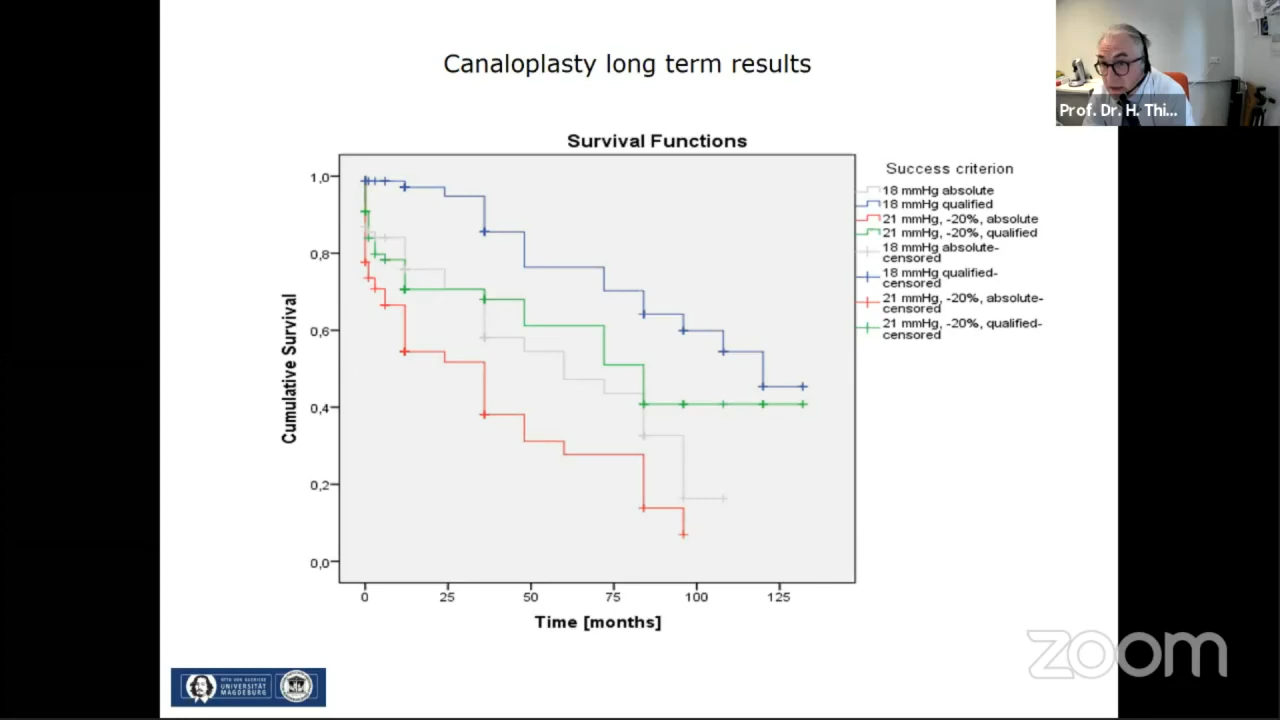 Canaloplasty long term results
Prof. Dr. H. Thi...
Survival Functions
Success criterion
18 mmHg absolute
18 mmHg qualified
21 mmHg, -20%, absolute
21 mmHg, -20%, qualified
18 mmHg absolute-
censored
18 mmHg qualified-
censored
21 mmHg, -20%, absolute-
censored
21 mmHg, -20%, qualified-
censored
Cumulative Survival
1,0
0,8
0,6
0,4
0,2
0,0
0 25 50 75 100 125
Time [months]
OTTO VON GUERICKE
UNIVERSITÄT
MAGDEBURG
zoom